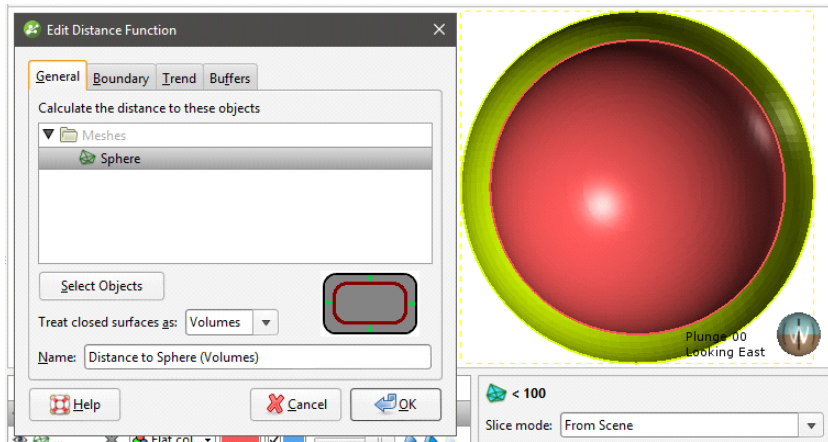 Edit Distance Function
General Boundary Trend Buffers
Calculate the distance to these objects
Meshes
Sphere
Select Objects
Treat closed surfaces as: Volumes
Name: Distance to Sphere (Volumes)
Help Cancel OK
Plunge 00
Looking East
< 100
Slice mode: From Scene